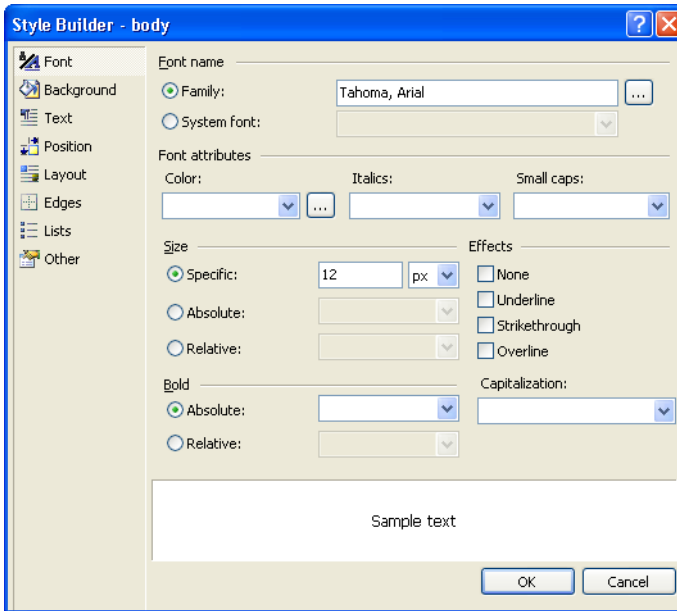 Style Builder - body
Font
Background
Text
Position
Layout
Edges
Lists
Other
Font name
Family:
Tahoma, Arial
...
System font:
Font attributes
Color:
Italics:
Small caps:
...
Size
Effects
Specific:
12
px
None
Underline
Absolute:
Strikethrough
Relative:
Overline
Bold
Capitalization:
Absolute:
Relative:
Sample text
OK
Cancel